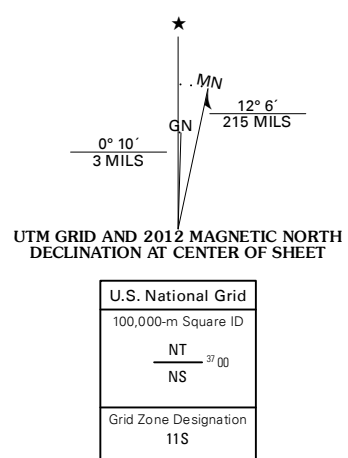 ★
MN
GN
12° 6´
215 MILS
0° 10´
3 MILS
UTM GRID AND 2012 MAGNETIC NORTH
DECLINATION AT CENTER OF SHEET
U.S. National Grid
100,000-m Square ID
NT
37 00
NS
Grid Zone Designation
11S